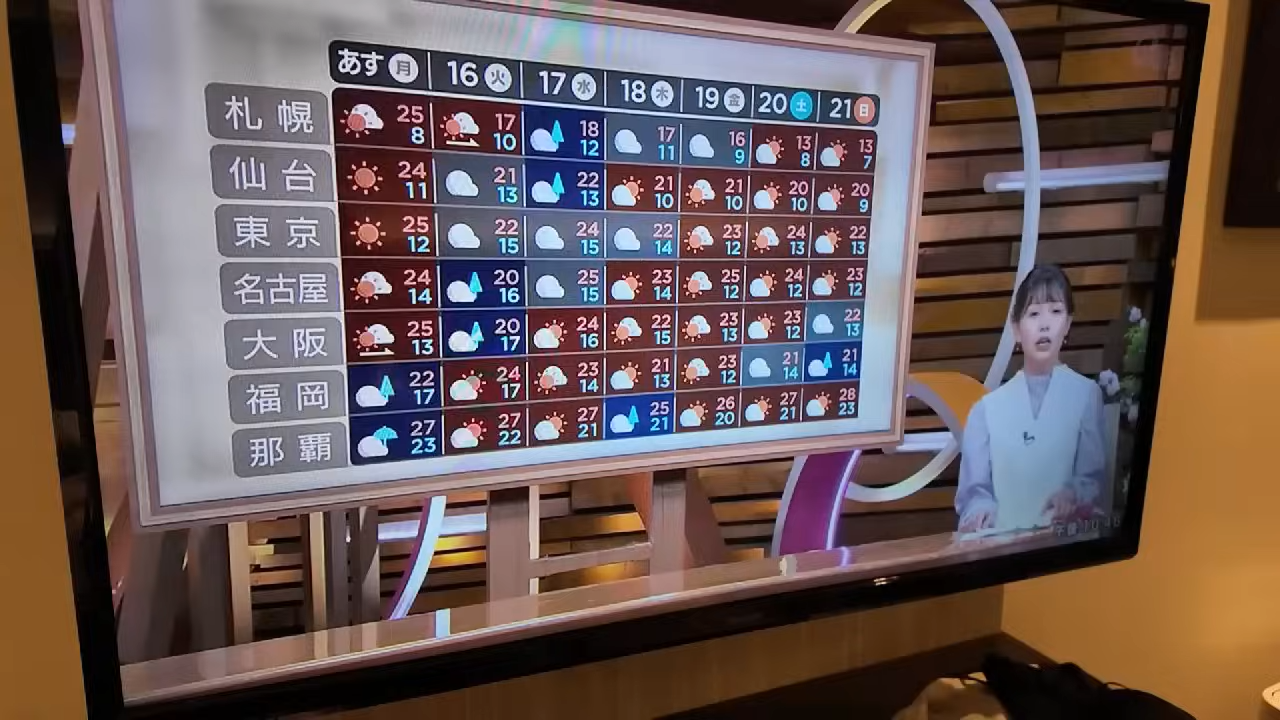 あす 月 16 火 17 水 18 木 19 金 20 土 21 日
札幌 25 8 17 10 18 12 17 11 16 9 13 8 13 7
仙台 24 11 21 13 22 13 21 10 21 10 20 10 20 9
東京 25 12 22 15 24 15 22 14 23 12 24 13 22 13
名古屋 24 14 20 16 25 15 23 14 25 12 24 12 23 12
大阪 25 13 20 17 24 16 22 15 23 13 23 12 22 13
福岡 22 17 24 17 23 14 21 13 23 12 21 14 21 14
那覇 27 23 27 22 27 21 25 21 26 20 27 21 28 23
午後10:46